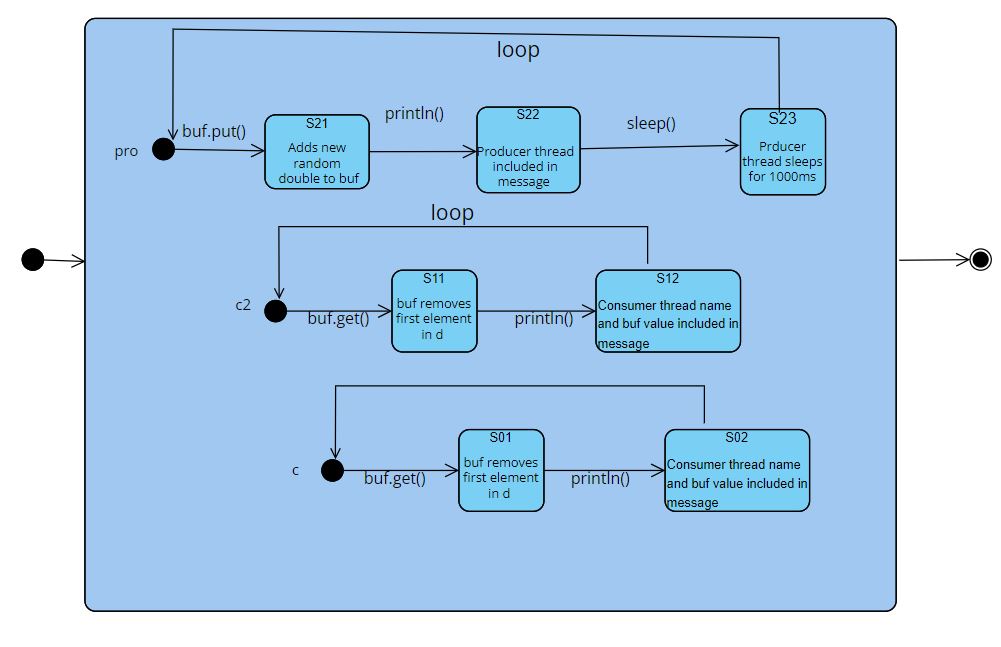 loop
pro
buf.put()
S21
Adds new
random
double to buf
println()
S22
Producer thread
included in
message
sleep()
S23
Prducer
thread sleeps
for 1000ms
loop
c2
buf.get()
S11
buf removes
first element
in d
println()
S12
Consumer thread name
and buf value included in
message
c
buf.get()
S01
buf removes
first element
in d
println()
S02
Consumer thread name
and buf value included in
message